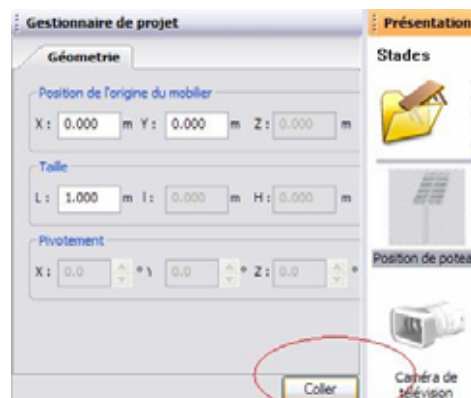 Gestionnaire de projet
Géometrie
Position de l'origine du mobilier
X : 0.000 m Y : 0.000 m Z : 0.000 m
Taille
L : 1.000 m l : 0.000 m H : 0.000 m
Pivotement
X : 0.0 ° \ 0.0 ° Z : 0.0 °
Coller
Présentation
Stades
Position de potea
Caméra de
télévision